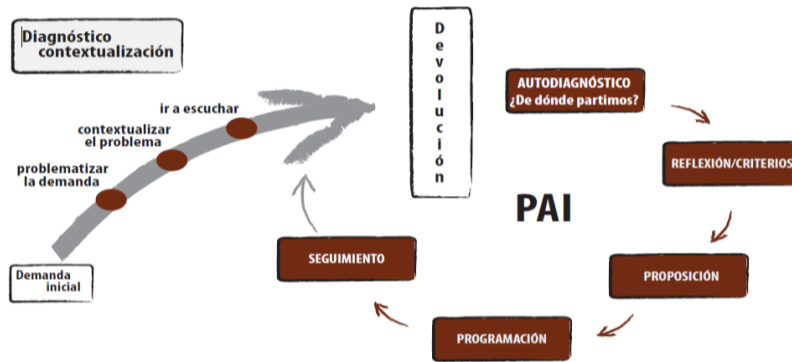 Diagnóstico
contextualización
ir a escuchar
contextualizar
el problema
problematizar
la demanda
Demanda
inicial
Devolución
AUTODIAGNÓSTICO
¿De dónde partimos?
REFLEXIÓN/CRITERIOS
PAI
PROPOSICIÓN
PROGRAMACIÓN
SEGUIMIENTO